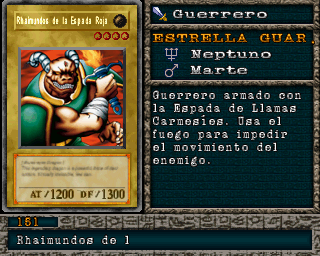 Rhaimundos de la Espada Roja
AT/1200 DF/1300
Guerrero
ESTRELLA GUAR.
Neptuno
Marte
Guerrero armado con
la Espada de Llamas
Carmesíes. Usa el
fuego para impedir
el movimiento del
enemigo.
151
Rhaimundos de l